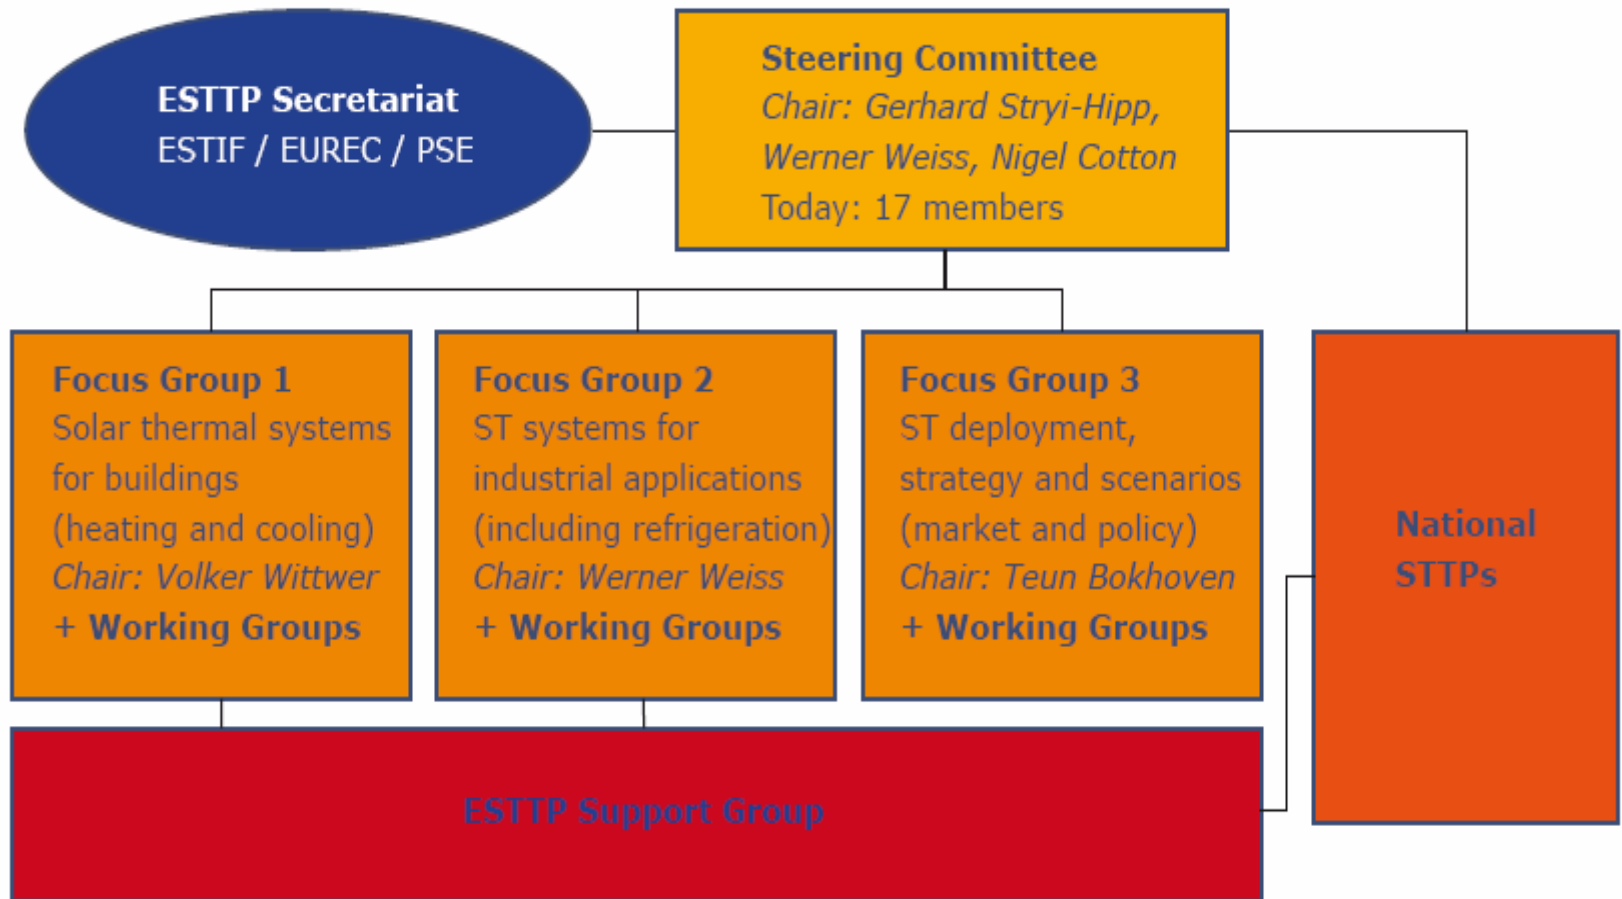 ESTTP Secretariat
ESTIF / EUREC / PSE
Steering Committee
Chair: Gerhard Stryi-Hipp,
Werner Weiss, Nigel Cotton
Today: 17 members
Focus Group 1
Solar thermal systems
for buildings
(heating and cooling)
Chair: Volker Wittwer
+ Working Groups
Focus Group 2
ST systems for
industrial applications
(including refrigeration)
Chair: Werner Weiss
+ Working Groups
Focus Group 3
ST deployment,
strategy and scenarios
(market and policy)
Chair: Teun Bokhoven
+ Working Groups
National
STTPs
ESTTP Support Group